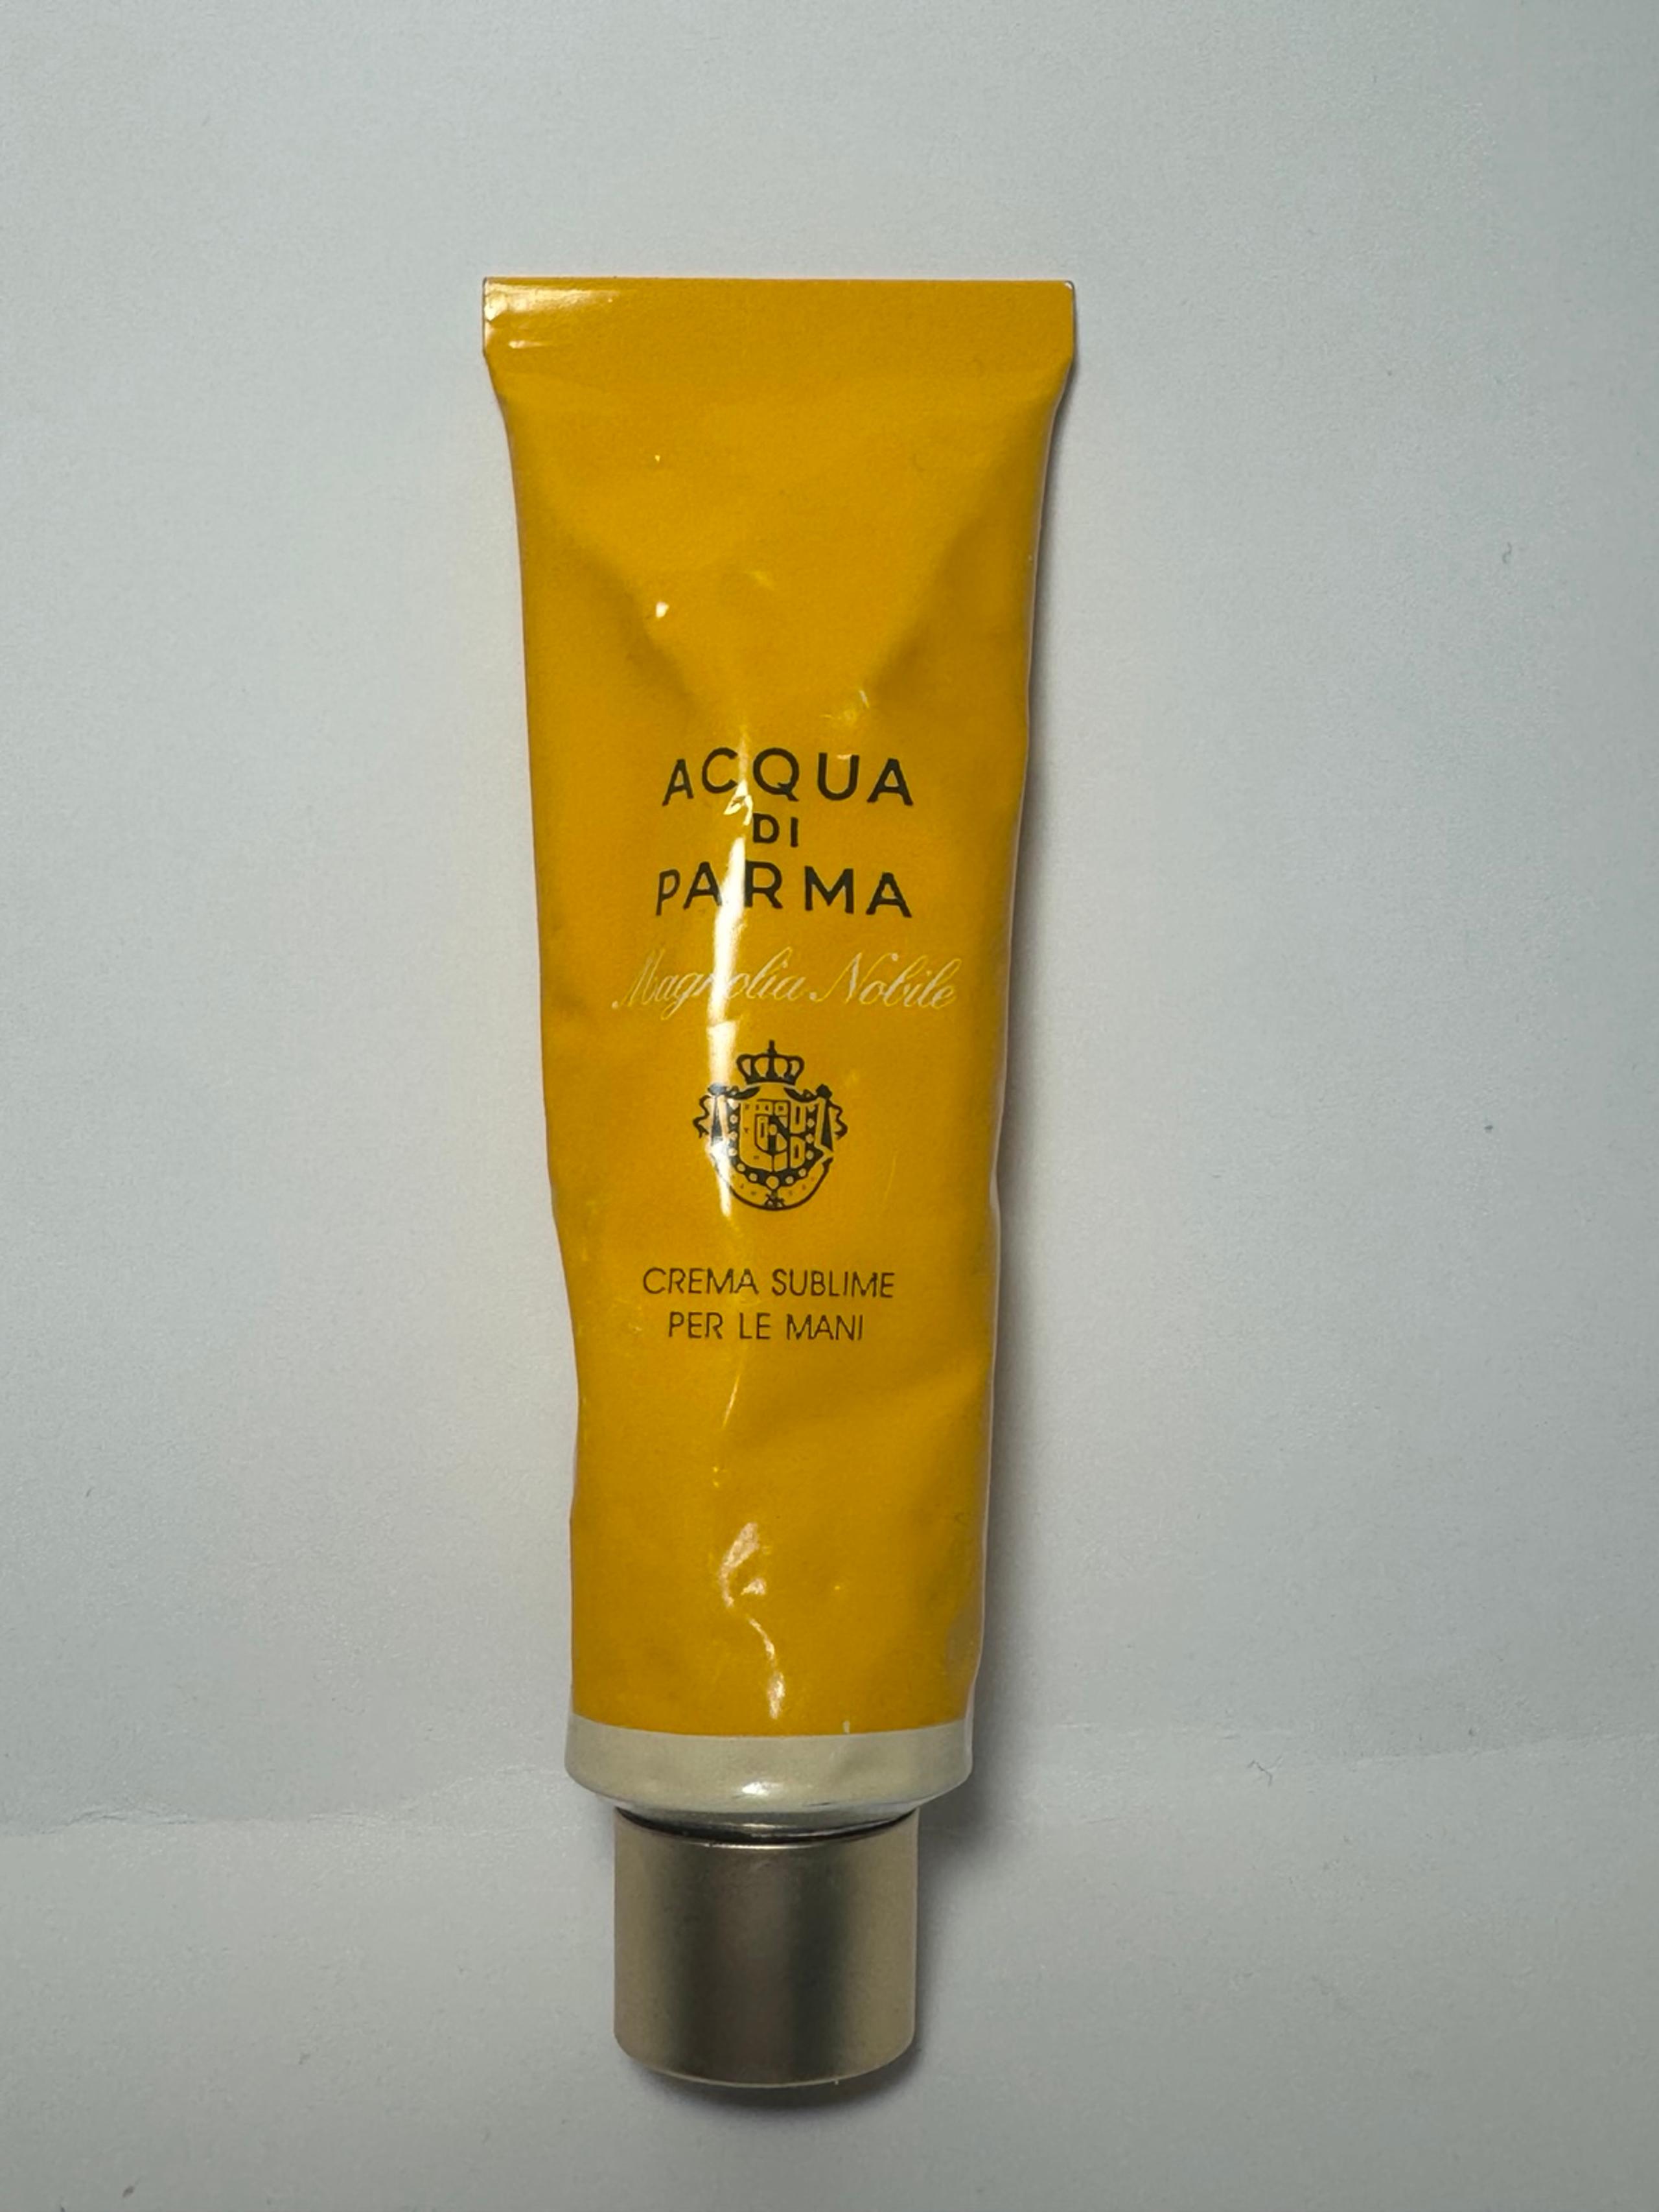 ACQUA
DI
PARMA
Magnolia Nobile
CREMA SUBLIME
PER LE MANI